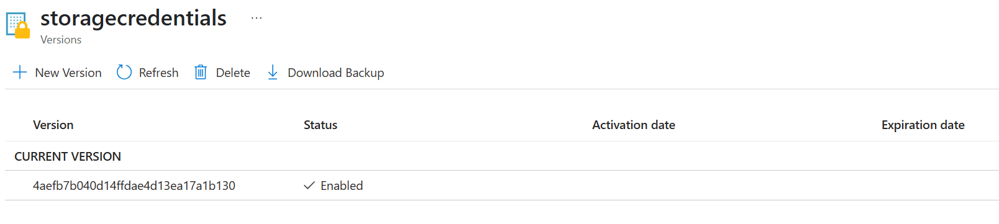 storagecredentials ...
Versions
New Version Refresh Delete Download Backup
Version Status Activation date Expiration date
CURRENT VERSION
4aefb7b040d14ffdae4d13ea17a1b130 Enabled